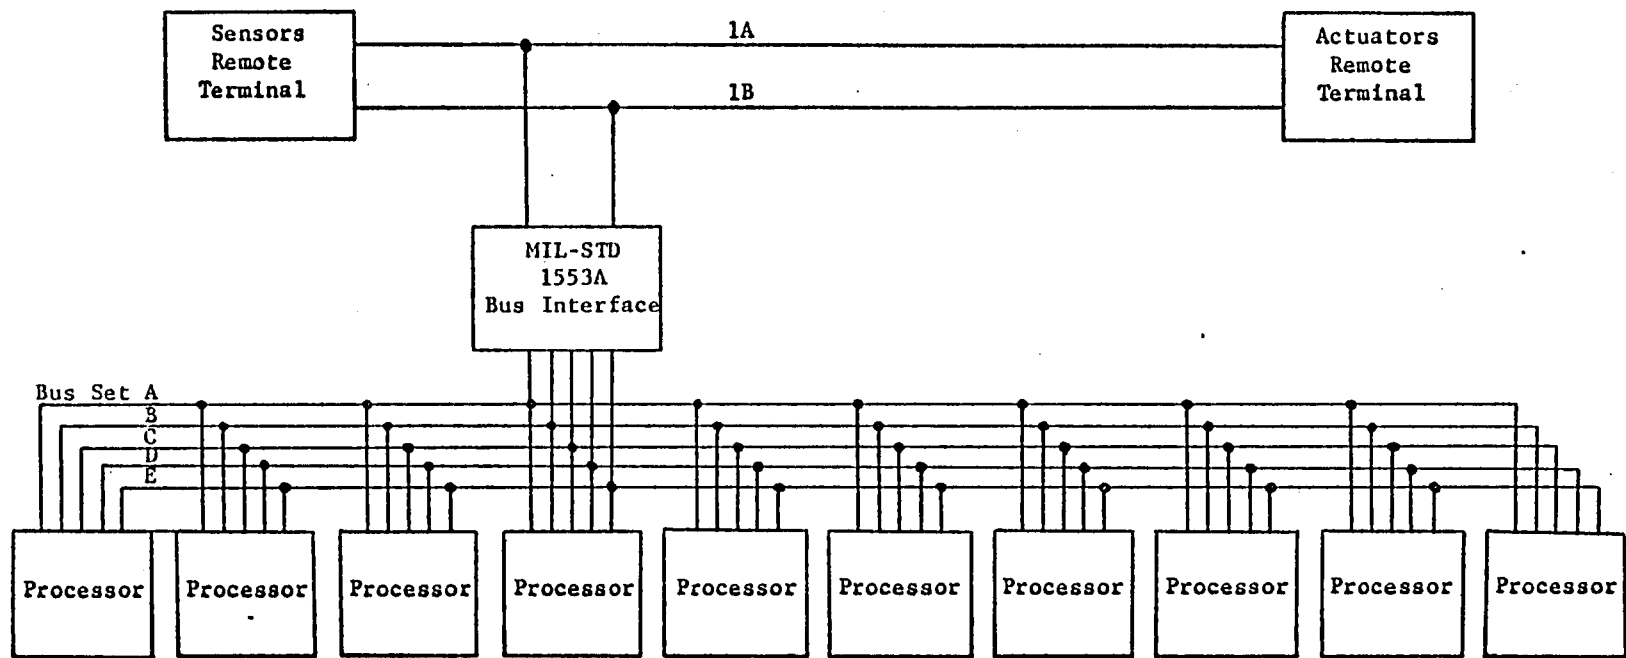 Sensors
Remote
Terminal
1A
1B
Actuators
Remote
Terminal
MIL-STD
1553A
Bus Interface
Bus Set A
B
C
D
E
Processor Processor Processor Processor Processor Processor Processor Processor Processor Processor